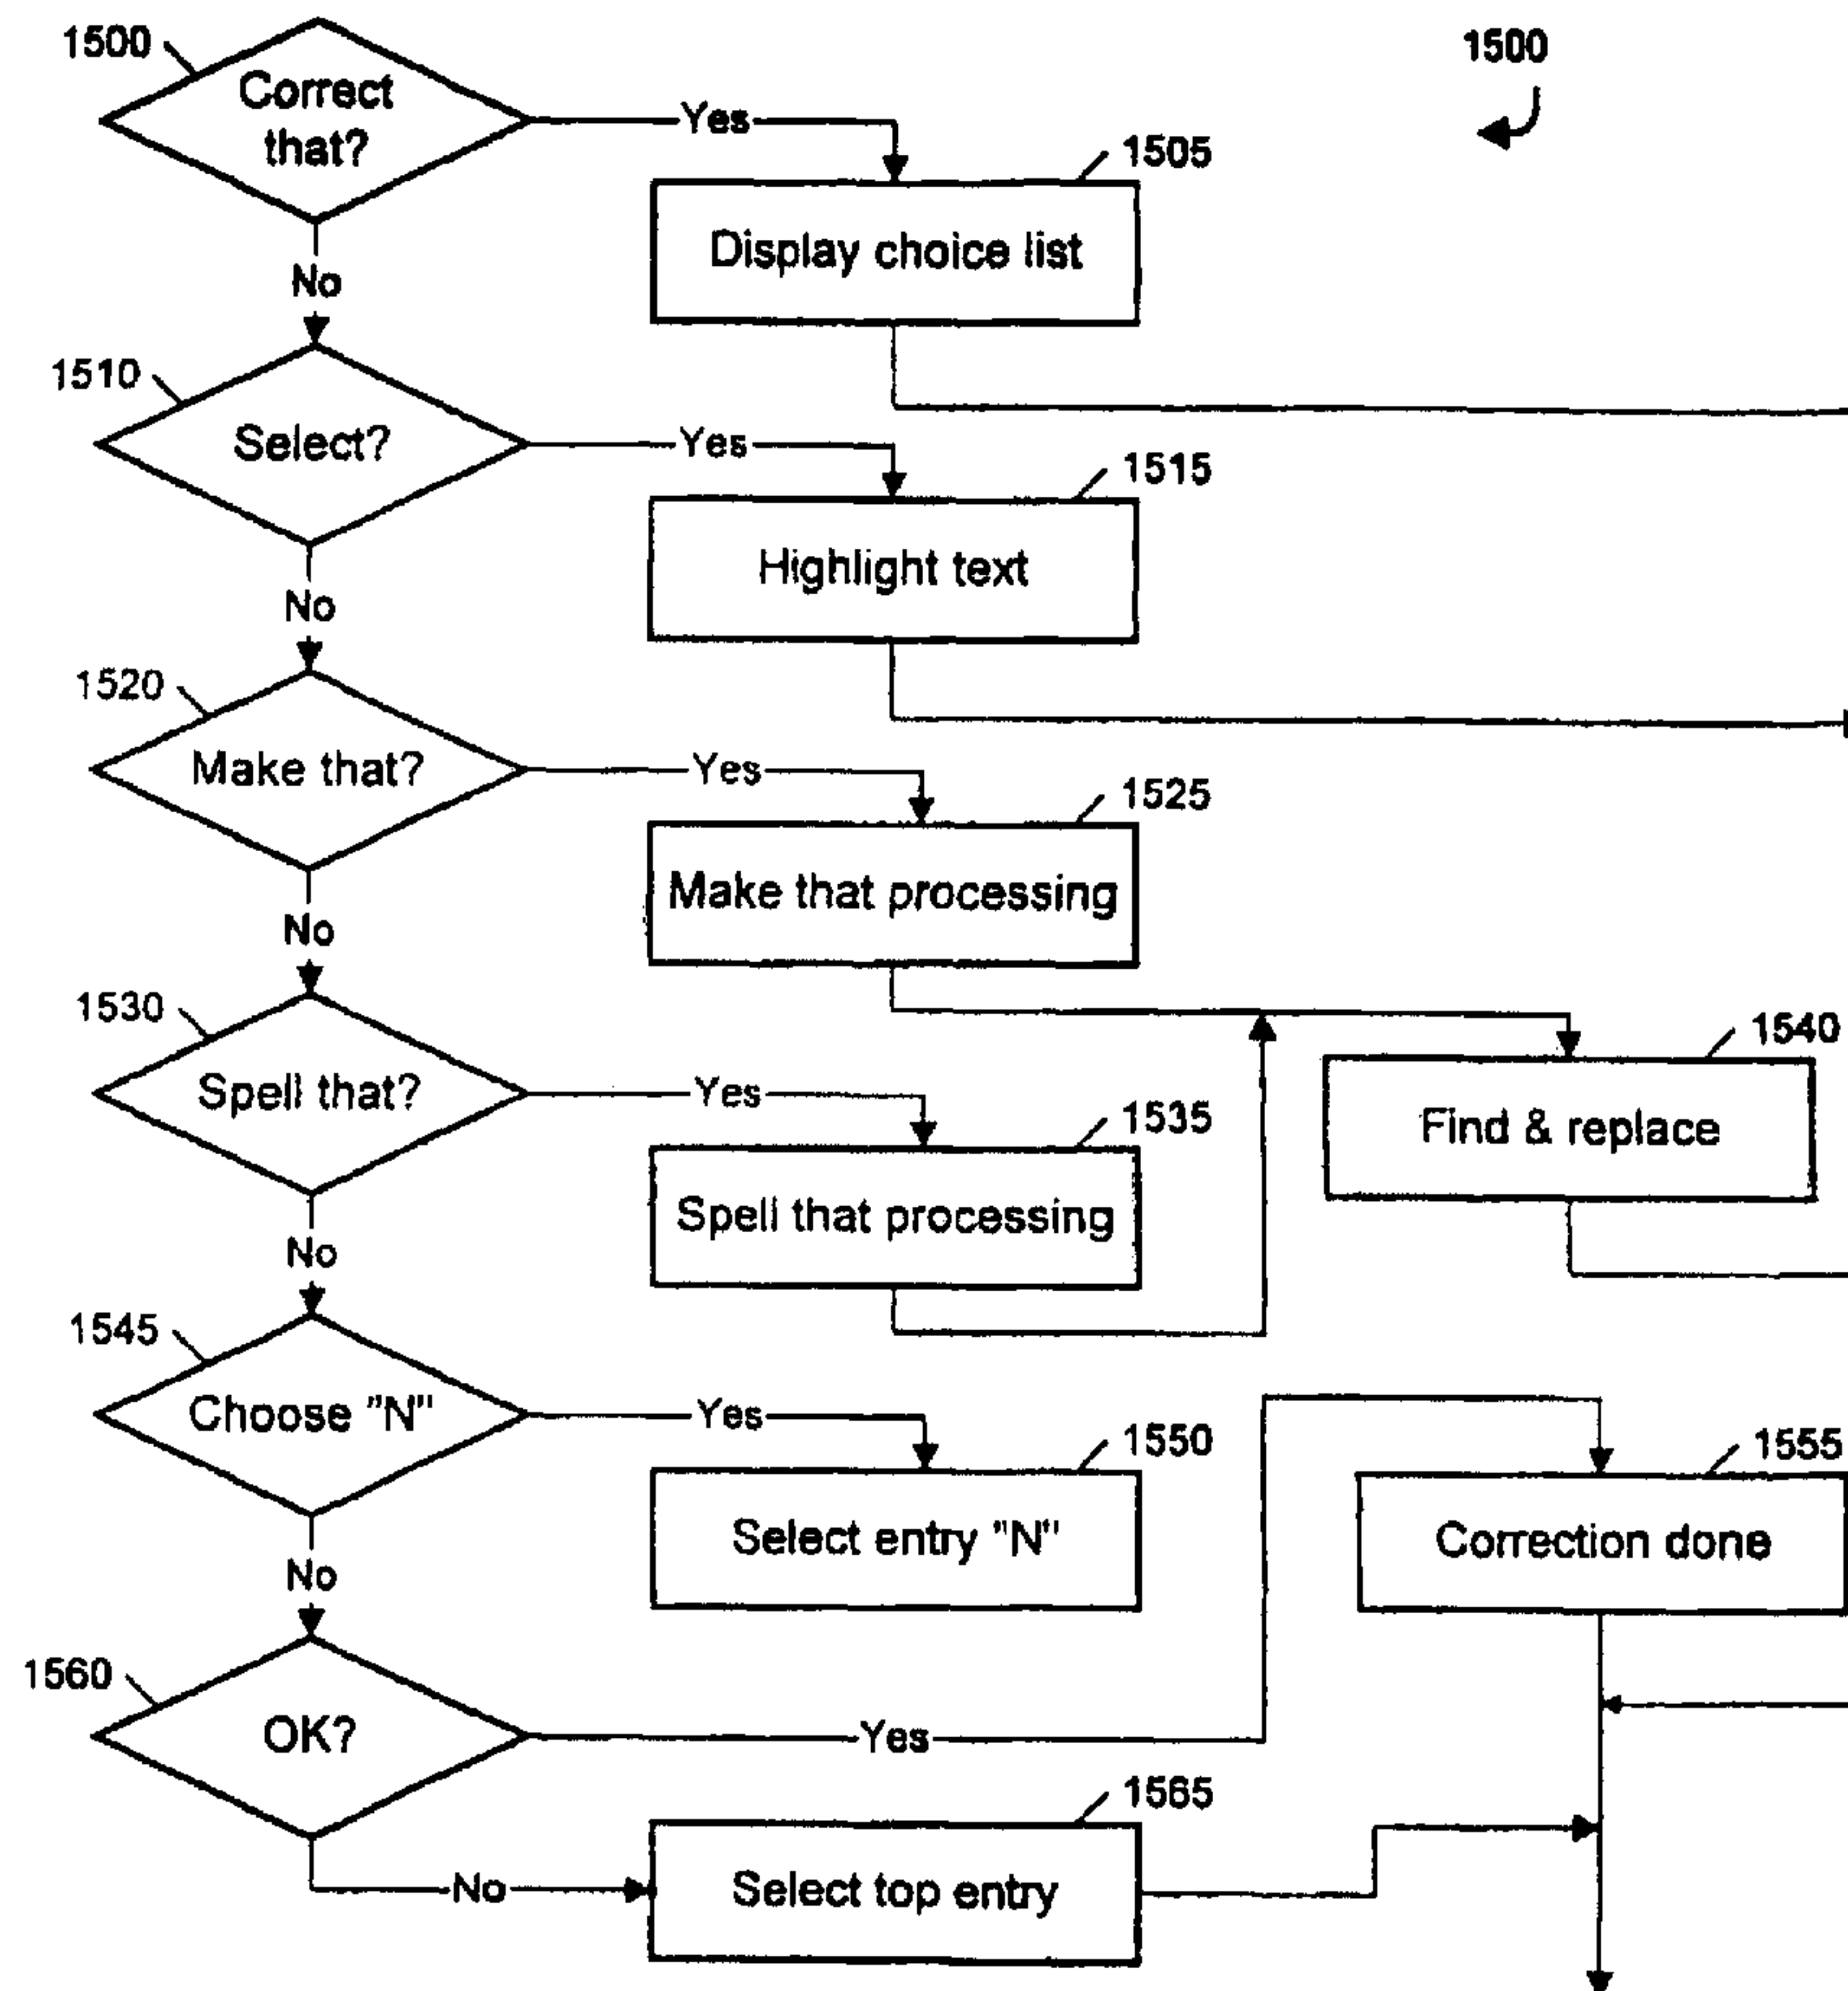 1500
Correct
that?
Yes
1500
1505
Display choice list
No
1510
Select?
Yes
1515
Highlight text
No
1520
Make that?
Yes
1525
Make that processing
No
1530
Spell that?
Yes
1535
Spell that processing
1540
Find & replace
No
1545
Choose "N"
Yes
1550
Select entry "N"
1555
Correction done
No
1560
OK?
Yes
1565
No
Select top entry